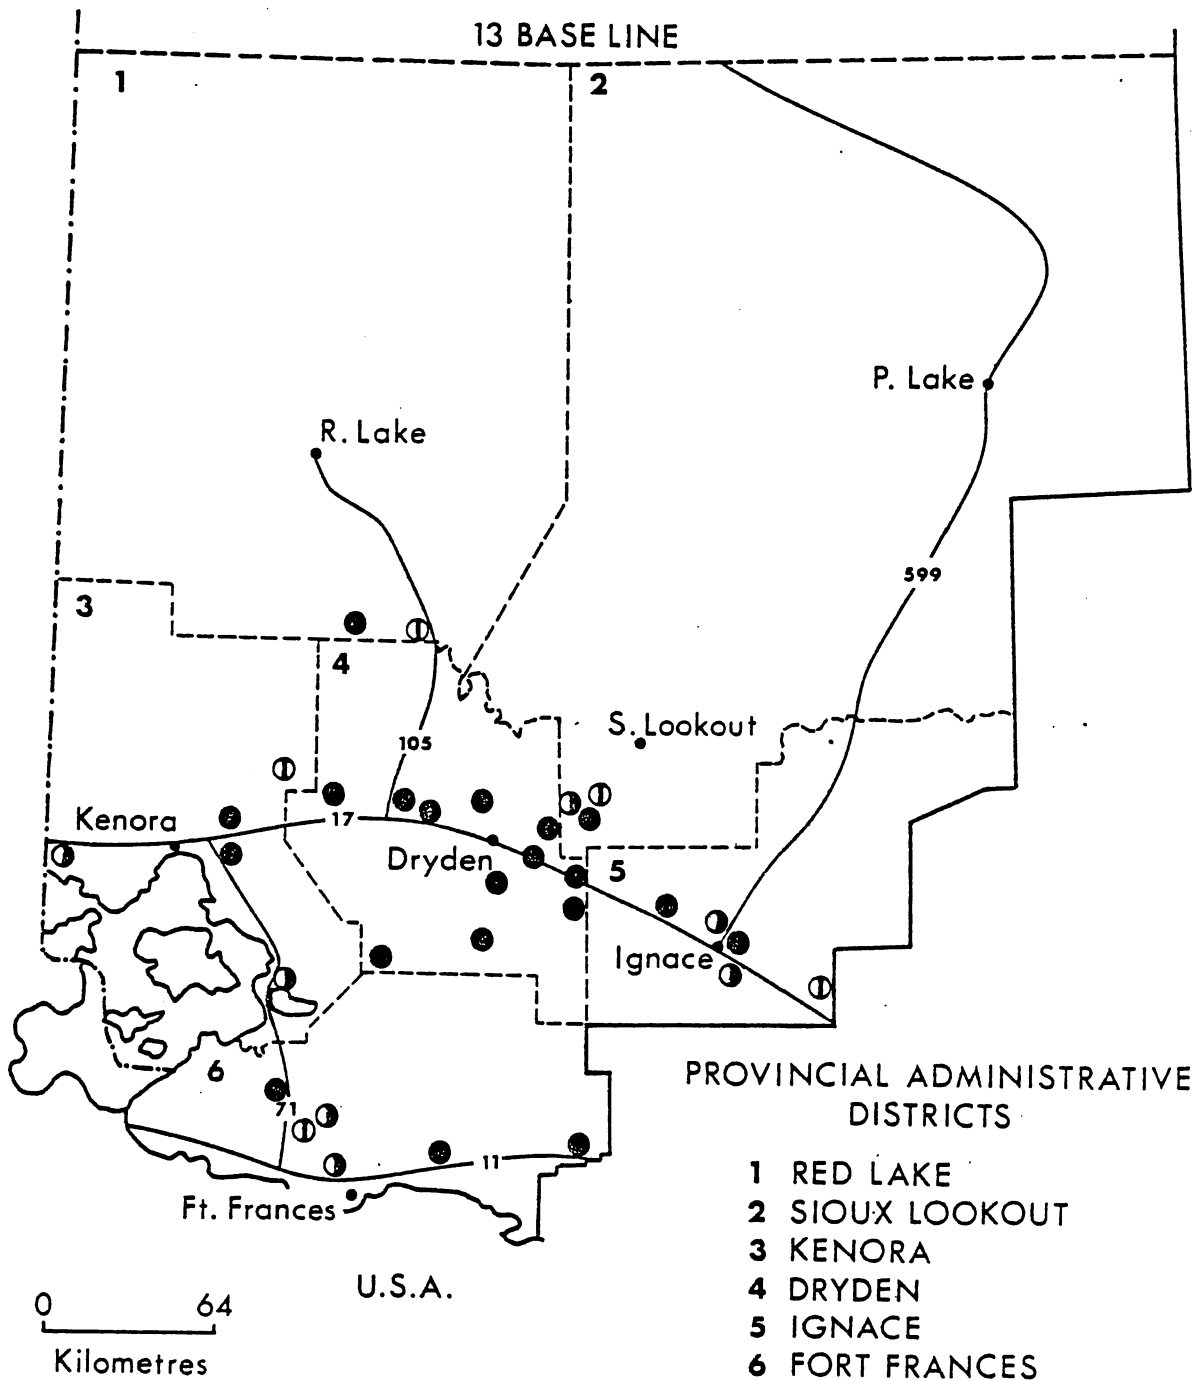 13 BASE LINE
1
2
P. Lake
R. Lake
599
3
4
S. Lookout
105
Kenora
17
Dryden
5
Ignace
6
71
11
Ft. Frances
U.S.A.
0 64
Kilometres
PROVINCIAL ADMINISTRATIVE
DISTRICTS
1 RED LAKE
2 SIOUX LOOKOUT
3 KENORA
4 DRYDEN
5 IGNACE
6 FORT FRANCES